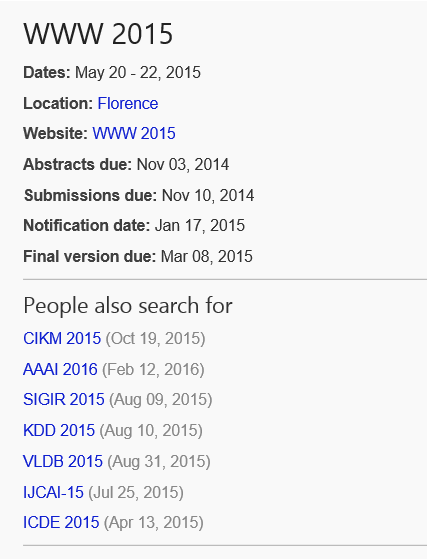 WWW 2015
Dates: May 20 - 22, 2015
Location: Florence
Website: WWW 2015
Abstracts due: Nov 03, 2014
Submissions due: Nov 10, 2014
Notification date: Jan 17, 2015
Final version due: Mar 08, 2015
People also search for
CIKM 2015 (Oct 19, 2015)
AAAI 2016 (Feb 12, 2016)
SIGIR 2015 (Aug 09, 2015)
KDD 2015 (Aug 10, 2015)
VLDB 2015 (Aug 31, 2015)
IJCAI-15 (Jul 25, 2015)
ICDE 2015 (Apr 13, 2015)